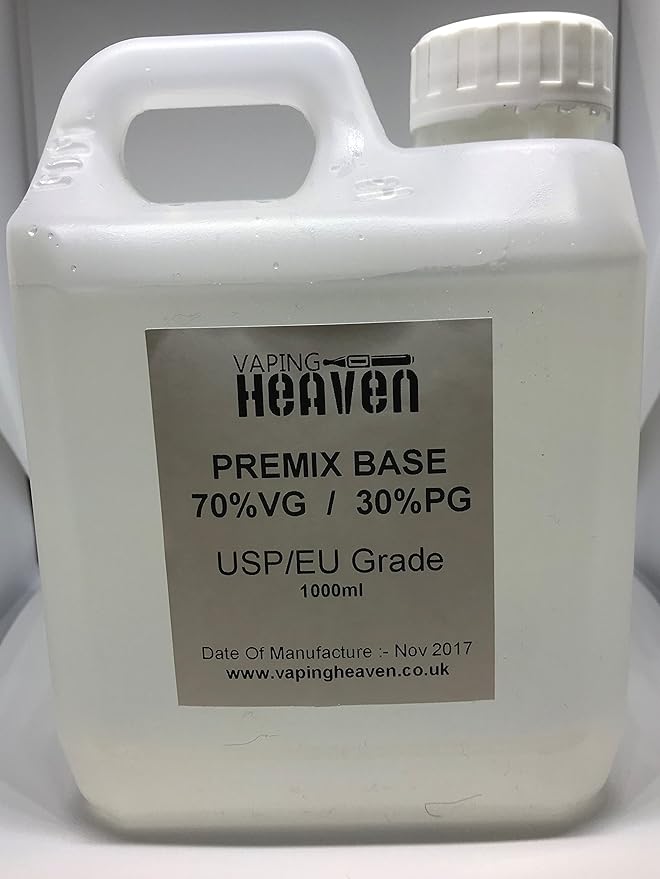 VAPING
HEAVEN
PREMIX BASE
70%VG / 30%PG
USP/EU Grade
1000ml
Date Of Manufacture :- Nov 2017
www.vapingheaven.co.uk